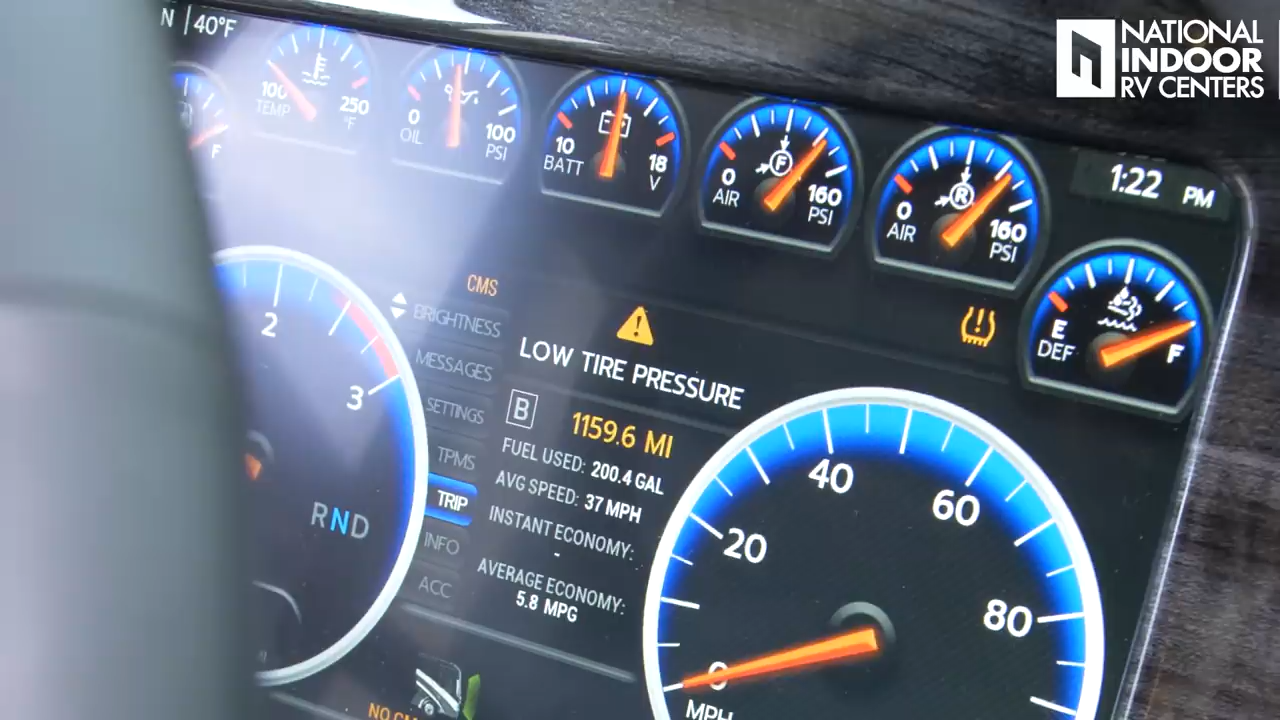 N | 40°F
NATIONAL
INDOOR
RV CENTERS
100
250
TEMP
°F
0
100
OIL
PSI
10
18
BATT
V
F
0
160
AIR
PSI
R
0
160
AIR
PSI
1:22 PM
F
E
F
DEF
CMS
BRIGHTNESS
MESSAGES
SETTINGS
TPMS
TRIP
INFO
ACC
LOW TIRE PRESSURE
B 1159.6 MI
FUEL USED: 200.4 GAL
AVG SPEED: 37 MPH
INSTANT ECONOMY:
-
AVERAGE ECONOMY:
5.8 MPG
2
3
RND
0
20
40
60
80
MPH